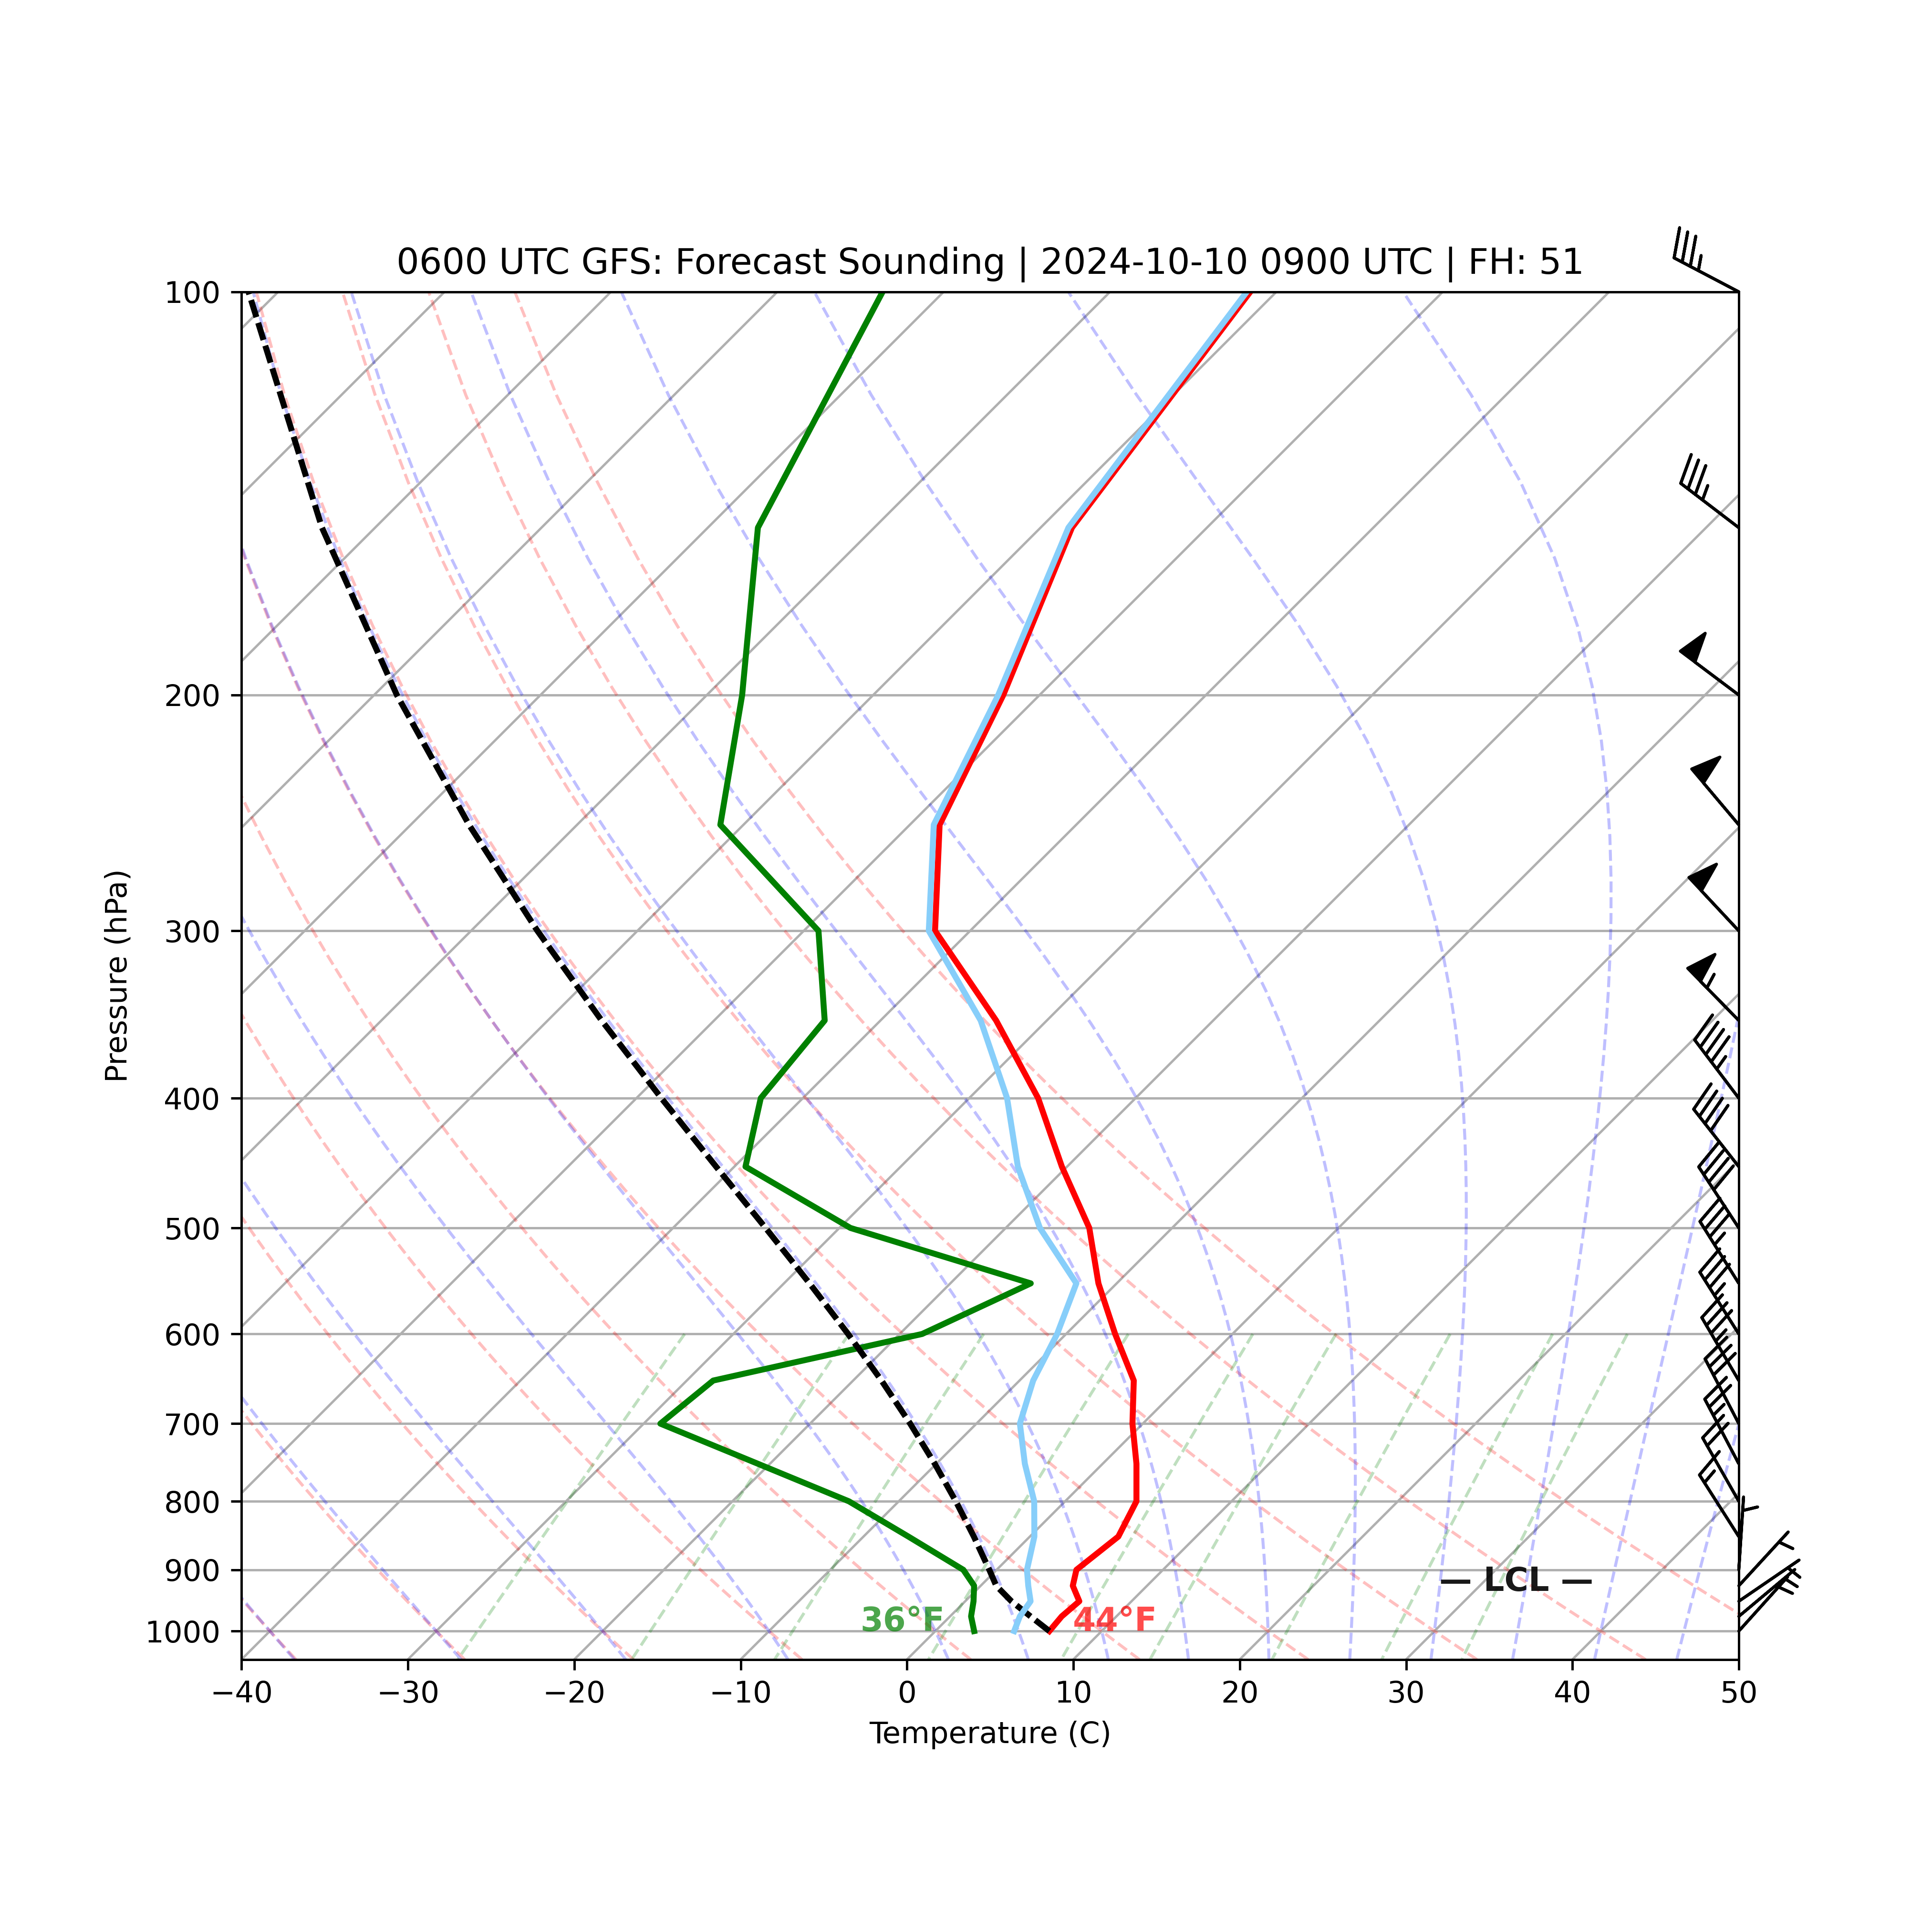 0600 UTC GFS: Forecast Sounding | 2024-10-10 0900 UTC | FH: 51
100
200
300
400
500
600
700
800
900
1000
Pressure (hPa)
— LCL —
36°F
44°F
−40 −30 −20 −10 0 10 20 30 40 50
Temperature (C)